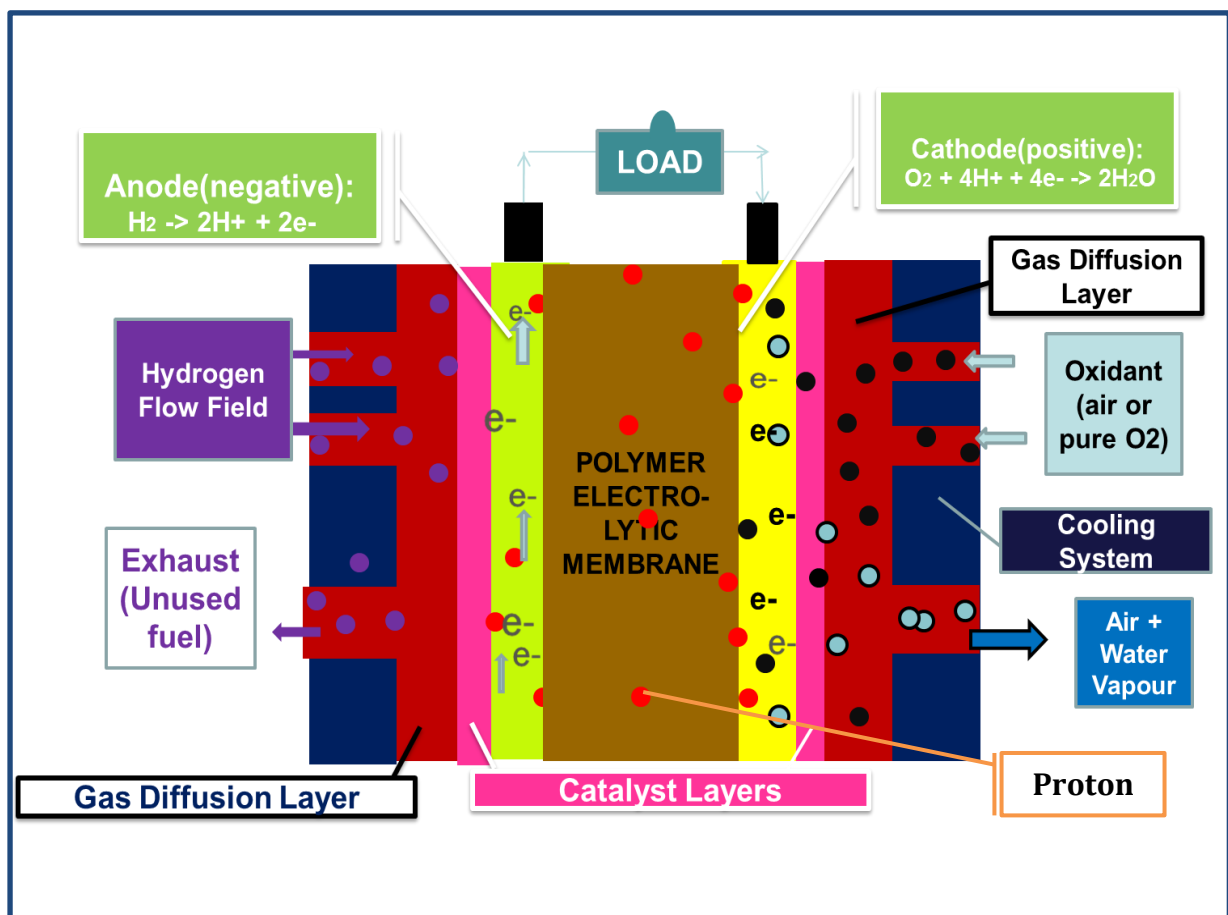 Anode(negative):
H2 -> 2H+ + 2e-
LOAD
Cathode(positive):
O2 + 4H+ + 4e- -> 2H2O
Gas Diffusion
Layer
Hydrogen
Flow Field
Oxidant
(air or
pure O2)
Cooling
System
Exhaust
(Unused
fuel)
Air +
Water
Vapour
POLYMER
ELECTRO-
LYTIC
MEMBRANE
e-
e-
e-
e-
e-
e-
e-
e-
e-
e-
Gas Diffusion Layer
Catalyst Layers
Proton